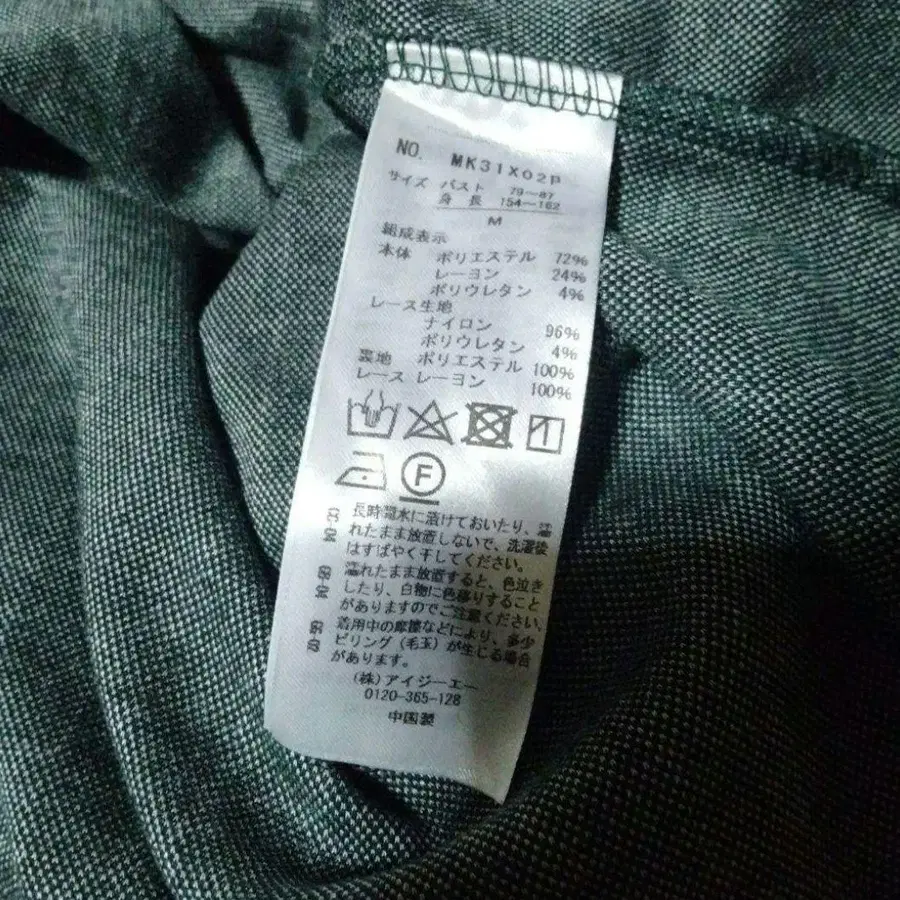 NO. MK31X02P
サイズ バスト 79-87
身長 154-162
M
組成表示
本体 ポリエステル 72%
レーヨン 24%
ポリウレタン 4%
レース生地
ナイロン 96%
ポリウレタン 4%
裏地 ポリエステル 100%
レース レーヨン 100%
F
長時間水に漬けておいたり、濡
れたまま放置しないで、洗濯後
はすばやく干してください。
濡れたまま放置すると、色泣き
したり、白物に色移りすること
がありますのでご注意ください。
着用中の摩擦などにより、多少
ピリング(毛玉)が生じる場合
があります。
(株)アイジーエー
0120-365-128
中国製
CC-04 GB-04